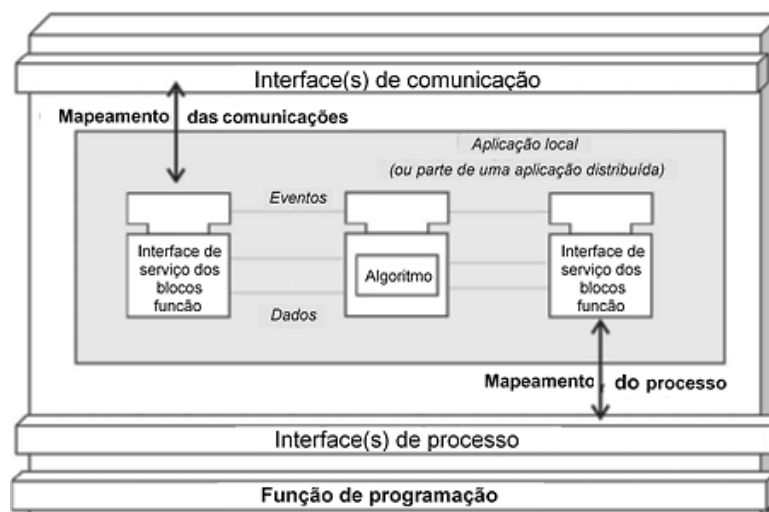 Interface(s) de comunicação
Mapeamento das comunicações
Aplicação local
(ou parte de uma aplicação distribuída)
Eventos
Interface de
serviço dos
blocos
funcão
Algoritmo
Interface de
serviço dos
blocos
funcão
Dados
Mapeamento do processo
Interface(s) de processo
Função de programação